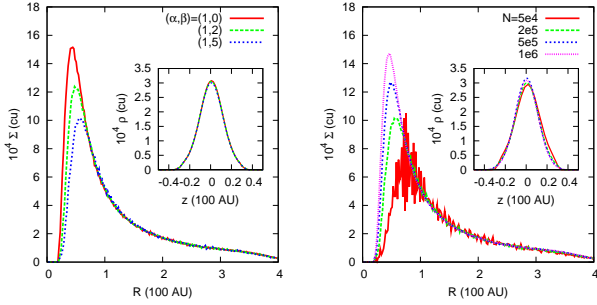 (α,β)=(1,0)
(1,2)
(1,5)
10⁴ Σ (cu)
18
16
14
12
10
8
6
4
2
0
0 1 2 3 4
R (100 AU)
10⁴ ρ (cu)
3.5
3
2.5
2
1.5
1
0.5
0
-0.4 -0.2 0 0.2 0.4
z (100 AU)
N=5e4
2e5
5e5
1e6
10⁴ Σ (cu)
18
16
14
12
10
8
6
4
2
0
0 1 2 3 4
R (100 AU)
10⁴ ρ (cu)
3.5
3
2.5
2
1.5
1
0.5
0
-0.4 -0.2 0 0.2 0.4
z (100 AU)